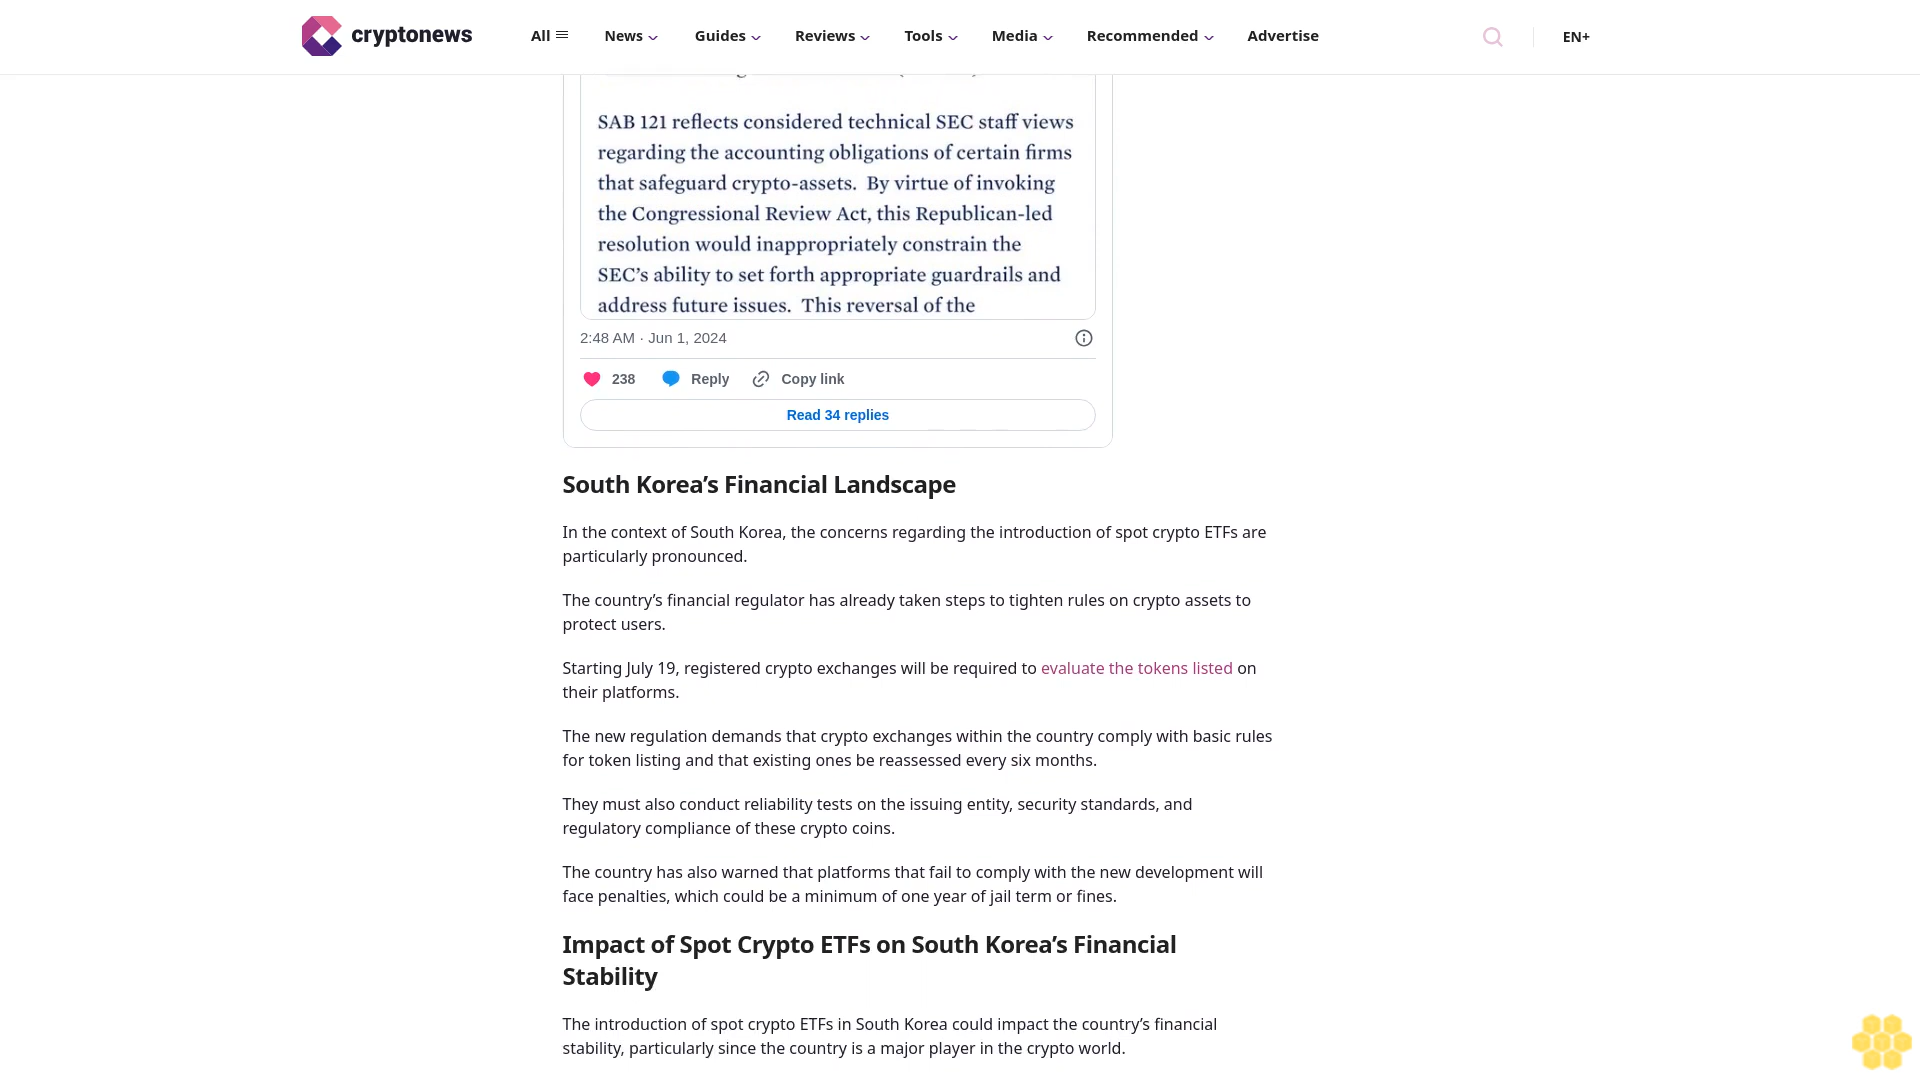 cryptonews
All
News
Guides
Reviews
Tools
Media
Recommended
Advertise
EN+
SAB 121 reflects considered technical SEC staff views
regarding the accounting obligations of certain firms
that safeguard crypto-assets.  By virtue of invoking
the Congressional Review Act, this Republican-led
resolution would inappropriately constrain the
SEC’s ability to set forth appropriate guardrails and
address future issues.  This reversal of the
2:48 AM · Jun 1, 2024
238
Reply
Copy link
Read 34 replies
South Korea’s Financial Landscape
In the context of South Korea, the concerns regarding the introduction of spot crypto ETFs are
particularly pronounced.
The country’s financial regulator has already taken steps to tighten rules on crypto assets to
protect users.
Starting July 19, registered crypto exchanges will be required to evaluate the tokens listed on
their platforms.
The new regulation demands that crypto exchanges within the country comply with basic rules
for token listing and that existing ones be reassessed every six months.
They must also conduct reliability tests on the issuing entity, security standards, and
regulatory compliance of these crypto coins.
The country has also warned that platforms that fail to comply with the new development will
face penalties, which could be a minimum of one year of jail term or fines.
Impact of Spot Crypto ETFs on South Korea’s Financial
Stability
The introduction of spot crypto ETFs in South Korea could impact the country’s financial
stability, particularly since the country is a major player in the crypto world.